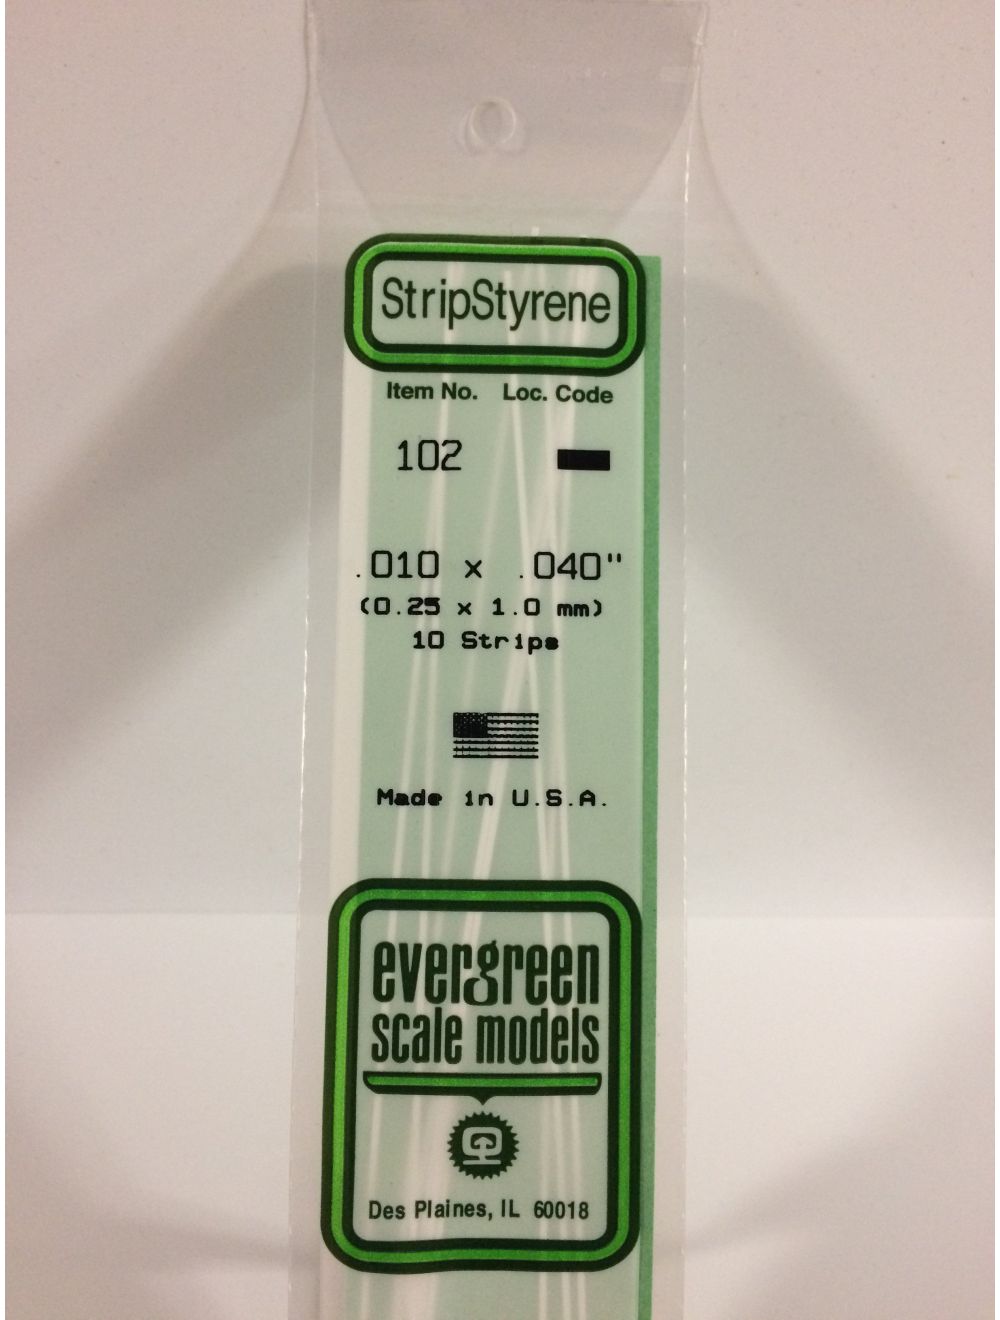 StripStyrene
Item No. Loc. Code
102
.010 x .040"
(0.25 x 1.0 mm)
10 Strips
Made in U.S.A.
evergreen
scale models
Des Plaines, IL 60018